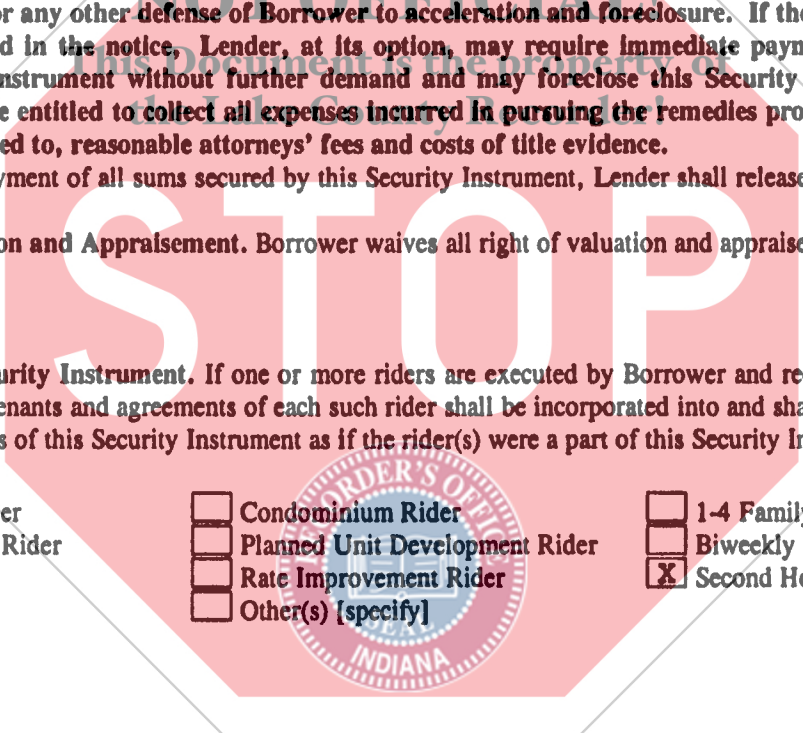 or any other defense of Borrower to acceleration and foreclosure. If the
d in the notice, Lender, at its option, may require immediate paym
This Document is the property of
nstrument without further demand and may foreclose this Security
e entitled to collect all expenses incurred in pursuing the remedies pro
the Lake County Recorder!
ed to, reasonable attorneys' fees and costs of title evidence.
yment of all sums secured by this Security Instrument, Lender shall release
STOP
on and Appraisement. Borrower waives all right of valuation and appraise
urity Instrument. If one or more riders are executed by Borrower and re
enants and agreements of each such rider shall be incorporated into and sha
s of this Security Instrument as if the rider(s) were a part of this Security In
RECORDER'S OFFICE
er Condominium Rider 1-4 Family
Rider Planned Unit Development Rider Biweekly
Rate Improvement Rider X Second Ho
Other(s) [specify]
SEAL
INDIANA